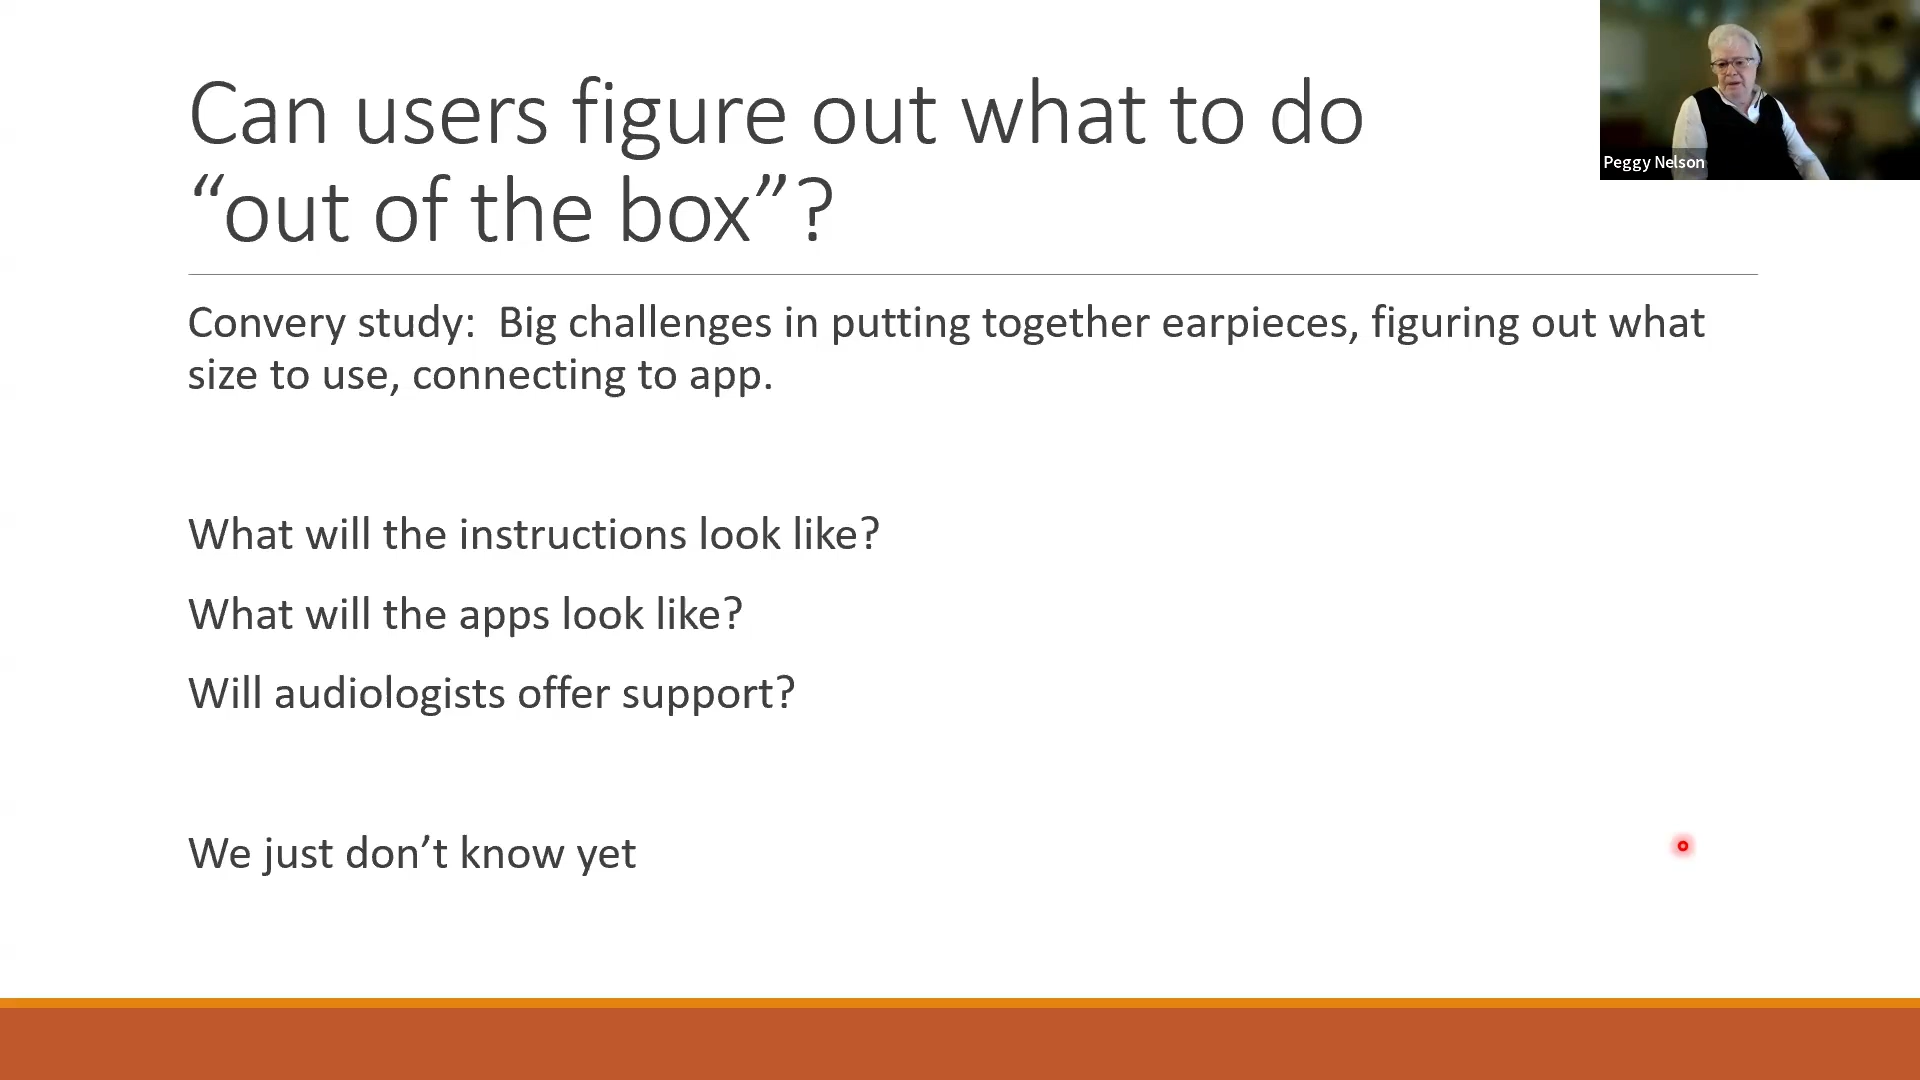 Can users figure out what to do
“out of the box”?
Peggy Nelson
Convery study:  Big challenges in putting together earpieces, figuring out what
size to use, connecting to app.
What will the instructions look like?
What will the apps look like?
Will audiologists offer support?
We just don’t know yet